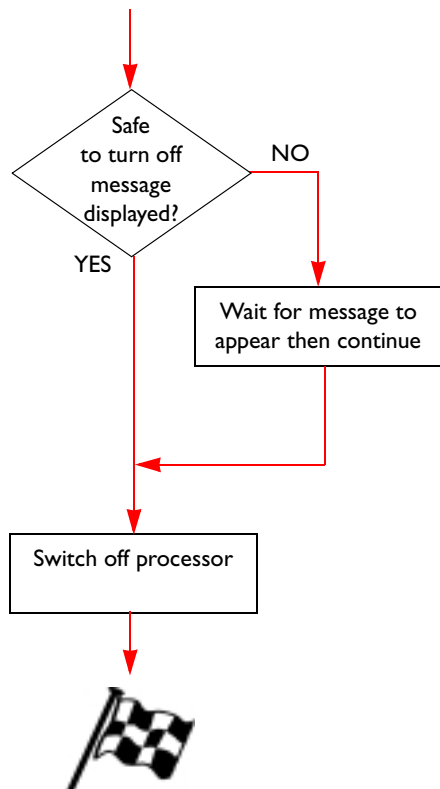 Safe
to turn off
message
displayed?
NO
YES
Wait for message to
appear then continue
Switch off processor